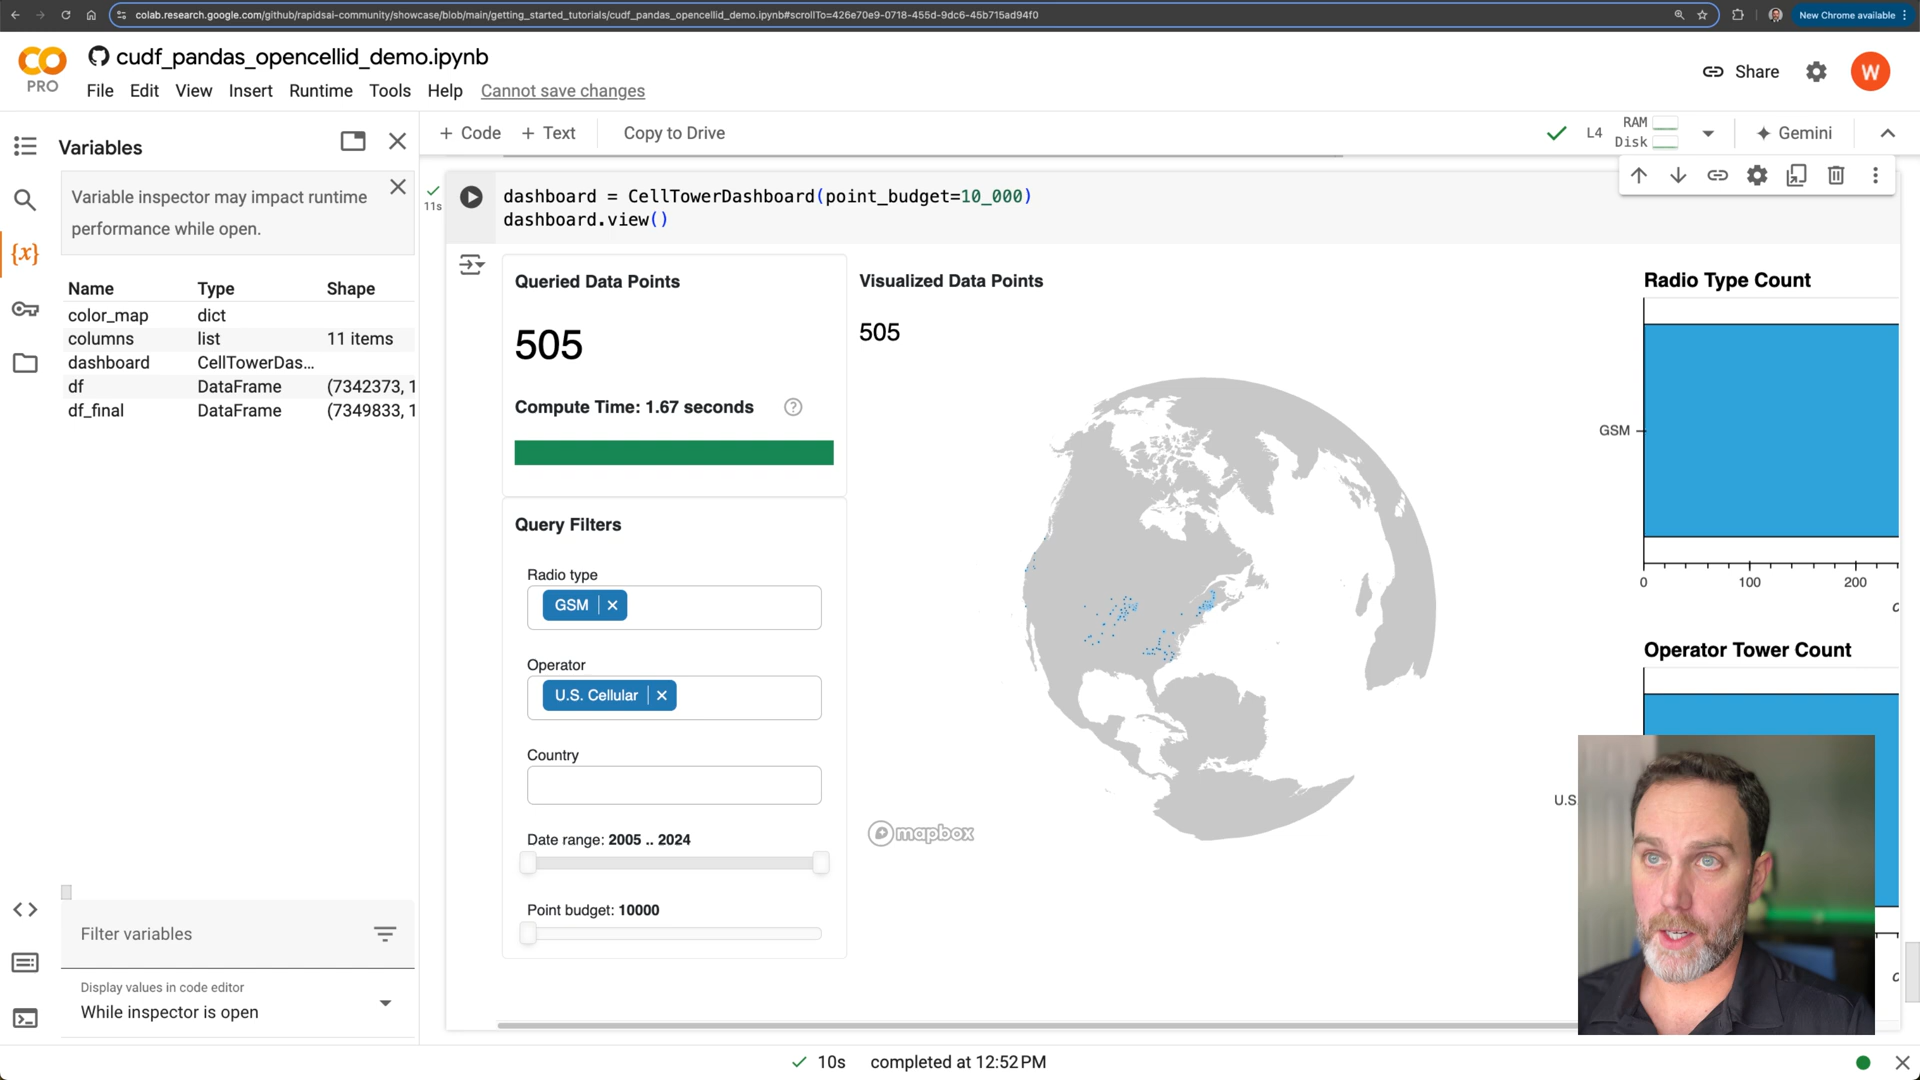 colab.research.google.com/github/rapidsai-community/showcase/blob/main/getting_started_tutorials/cudf_pandas_opencellid_demo.ipynb#scrollTo=426e70e9-0718-455d-9dc6-45b715ad94f0
New Chrome available
PRO
cudf_pandas_opencellid_demo.ipynb
File Edit View Insert Runtime Tools Help Cannot save changes
Share
W
Variables
Variable inspector may impact runtime
performance while open.
Name Type Shape
color_map dict
columns list 11 items
dashboard CellTowerDas...
df DataFrame (7342373, 1
df_final DataFrame (7349833, 1
Filter variables
Display values in code editor
While inspector is open
+ Code + Text Copy to Drive
L4
RAM
Disk
Gemini
11s
dashboard = CellTowerDashboard(point_budget=10_000)
dashboard.view()
Queried Data Points
505
Compute Time: 1.67 seconds
?
Query Filters
Radio type
GSM
Operator
U.S. Cellular
Country
Date range: 2005 .. 2024
Point budget: 10000
Visualized Data Points
505
mapbox
Radio Type Count
GSM
0 100 200
Operator Tower Count
U.S.
10s completed at 12:52 PM